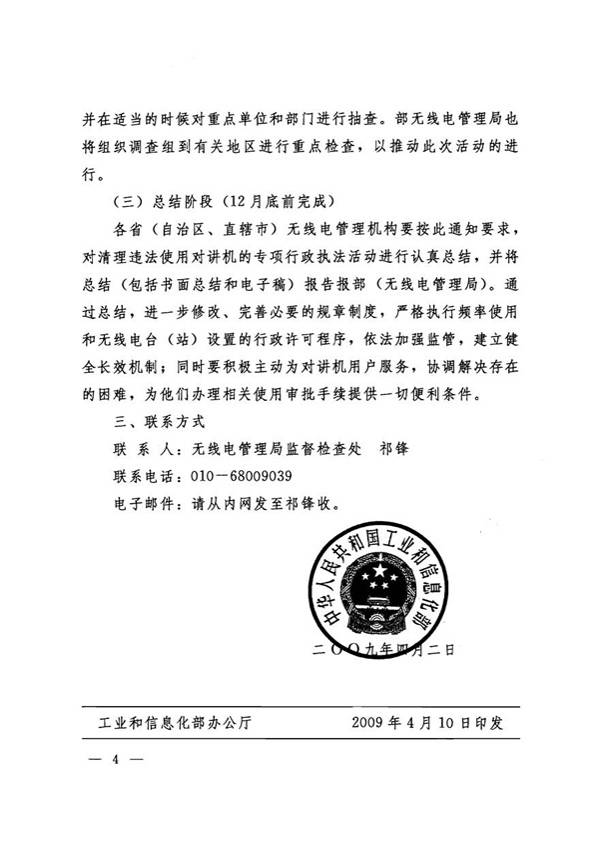 并在适当的时候对重点单位和部门进行抽查。部无线电管理局也
将组织调查组到有关地区进行重点检查，以推动此次活动的进
行。
（三）总结阶段（12月底前完成）
各省（自治区、直辖市）无线电管理机构要按此通知要求，
对清理违法使用对讲机的专项行政执法活动进行认真总结，并将
总结（包括书面总结和电子稿）报告报部（无线电管理局）。通
过总结，进一步修改、完善必要的规章制度，严格执行频率使用
和无线电台（站）设置的行政许可程序，依法加强监管，建立健
全长效机制；同时要积极主动为对讲机用户服务，协调解决存在
的困难，为他们办理相关使用审批手续提供一切便利条件。
三、联系方式
联 系 人：无线电管理局监督检查处 祁锋
联系电话：010—68009039
电子邮件：请从内网发至祁锋收。
中华人民共和国工业和信息化部
二〇〇九年四月二日
工业和信息化部办公厅 2009年4月10日印发
— 4 —